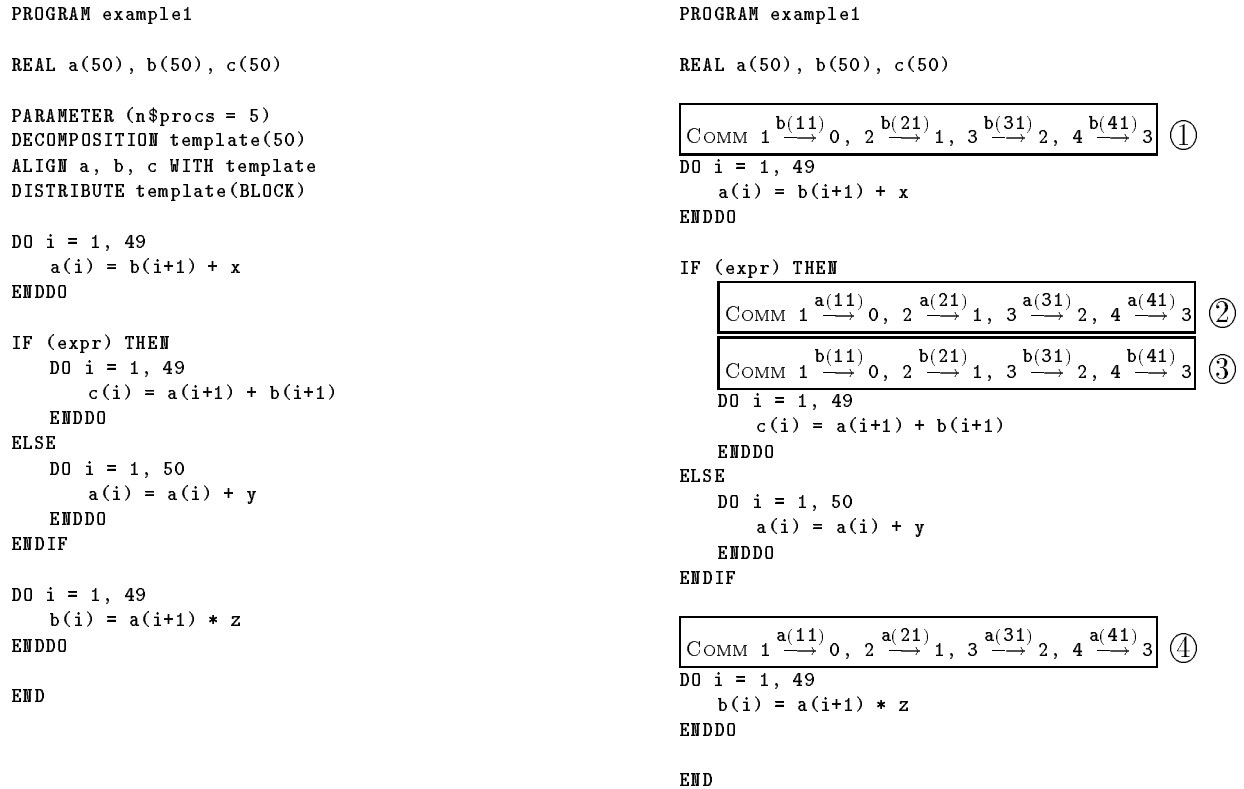 PROGRAM example1
REAL a(50), b(50), c(50)
PARAMETER (n$procs = 5)
DECOMPOSITION template(50)
ALIGN a, b, c WITH template
DISTRIBUTE template(BLOCK)
DO i = 1, 49
a(i) = b(i+1) + x
ENDDO
IF (expr) THEN
DO i = 1, 49
c(i) = a(i+1) + b(i+1)
ENDDO
ELSE
DO i = 1, 50
a(i) = a(i) + y
ENDDO
ENDIF
DO i = 1, 49
b(i) = a(i+1) * z
ENDDO
END
PROGRAM example1
REAL a(50), b(50), c(50)
COMM 1 b(11)⟶ 0, 2 b(21)⟶ 1, 3 b(31)⟶ 2, 4 b(41)⟶ 3 ①
DO i = 1, 49
a(i) = b(i+1) + x
ENDDO
IF (expr) THEN
COMM 1 a(11)⟶ 0, 2 a(21)⟶ 1, 3 a(31)⟶ 2, 4 a(41)⟶ 3 ②
COMM 1 b(11)⟶ 0, 2 b(21)⟶ 1, 3 b(31)⟶ 2, 4 b(41)⟶ 3 ③
DO i = 1, 49
c(i) = a(i+1) + b(i+1)
ENDDO
ELSE
DO i = 1, 50
a(i) = a(i) + y
ENDDO
ENDIF
COMM 1 a(11)⟶ 0, 2 a(21)⟶ 1, 3 a(31)⟶ 2, 4 a(41)⟶ 3 ④
DO i = 1, 49
b(i) = a(i+1) * z
ENDDO
END